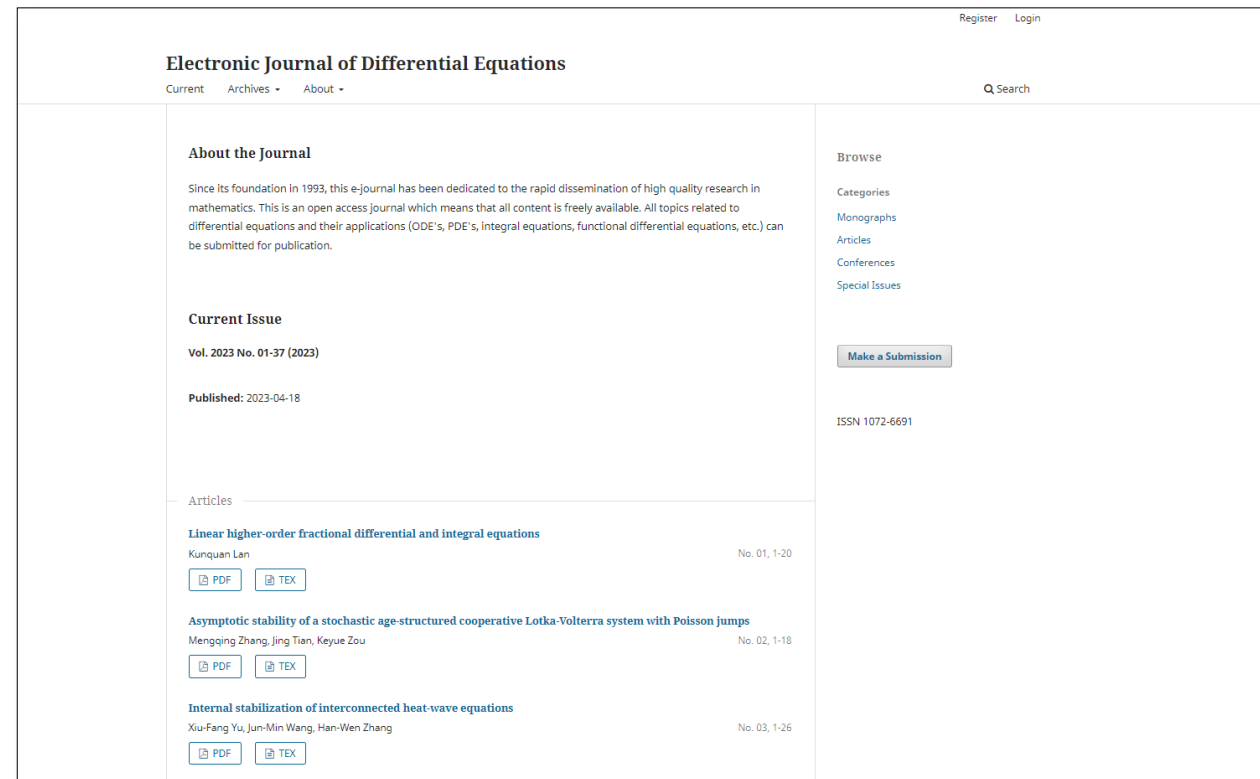 Register Login
Electronic Journal of Differential Equations
Current Archives About Search
About the Journal
Since its foundation in 1993, this e-journal has been dedicated to the rapid dissemination of high quality research in
mathematics. This is an open access journal which means that all content is freely available. All topics related to
differential equations and their applications (ODE's, PDE's, integral equations, functional differential equations, etc.) can
be submitted for publication.
Current Issue
Vol. 2023 No. 01-37 (2023)
Published: 2023-04-18
Articles
Linear higher-order fractional differential and integral equations
Kunquan Lan No. 01, 1-20
PDF TEX
Asymptotic stability of a stochastic age-structured cooperative Lotka-Volterra system with Poisson jumps
Mengqing Zhang, Jing Tian, Keyue Zou No. 02, 1-18
PDF TEX
Internal stabilization of interconnected heat-wave equations
Xiu-Fang Yu, Jun-Min Wang, Han-Wen Zhang No. 03, 1-26
PDF TEX
Browse
Categories
Monographs
Articles
Conferences
Special Issues
Make a Submission
ISSN 1072-6691